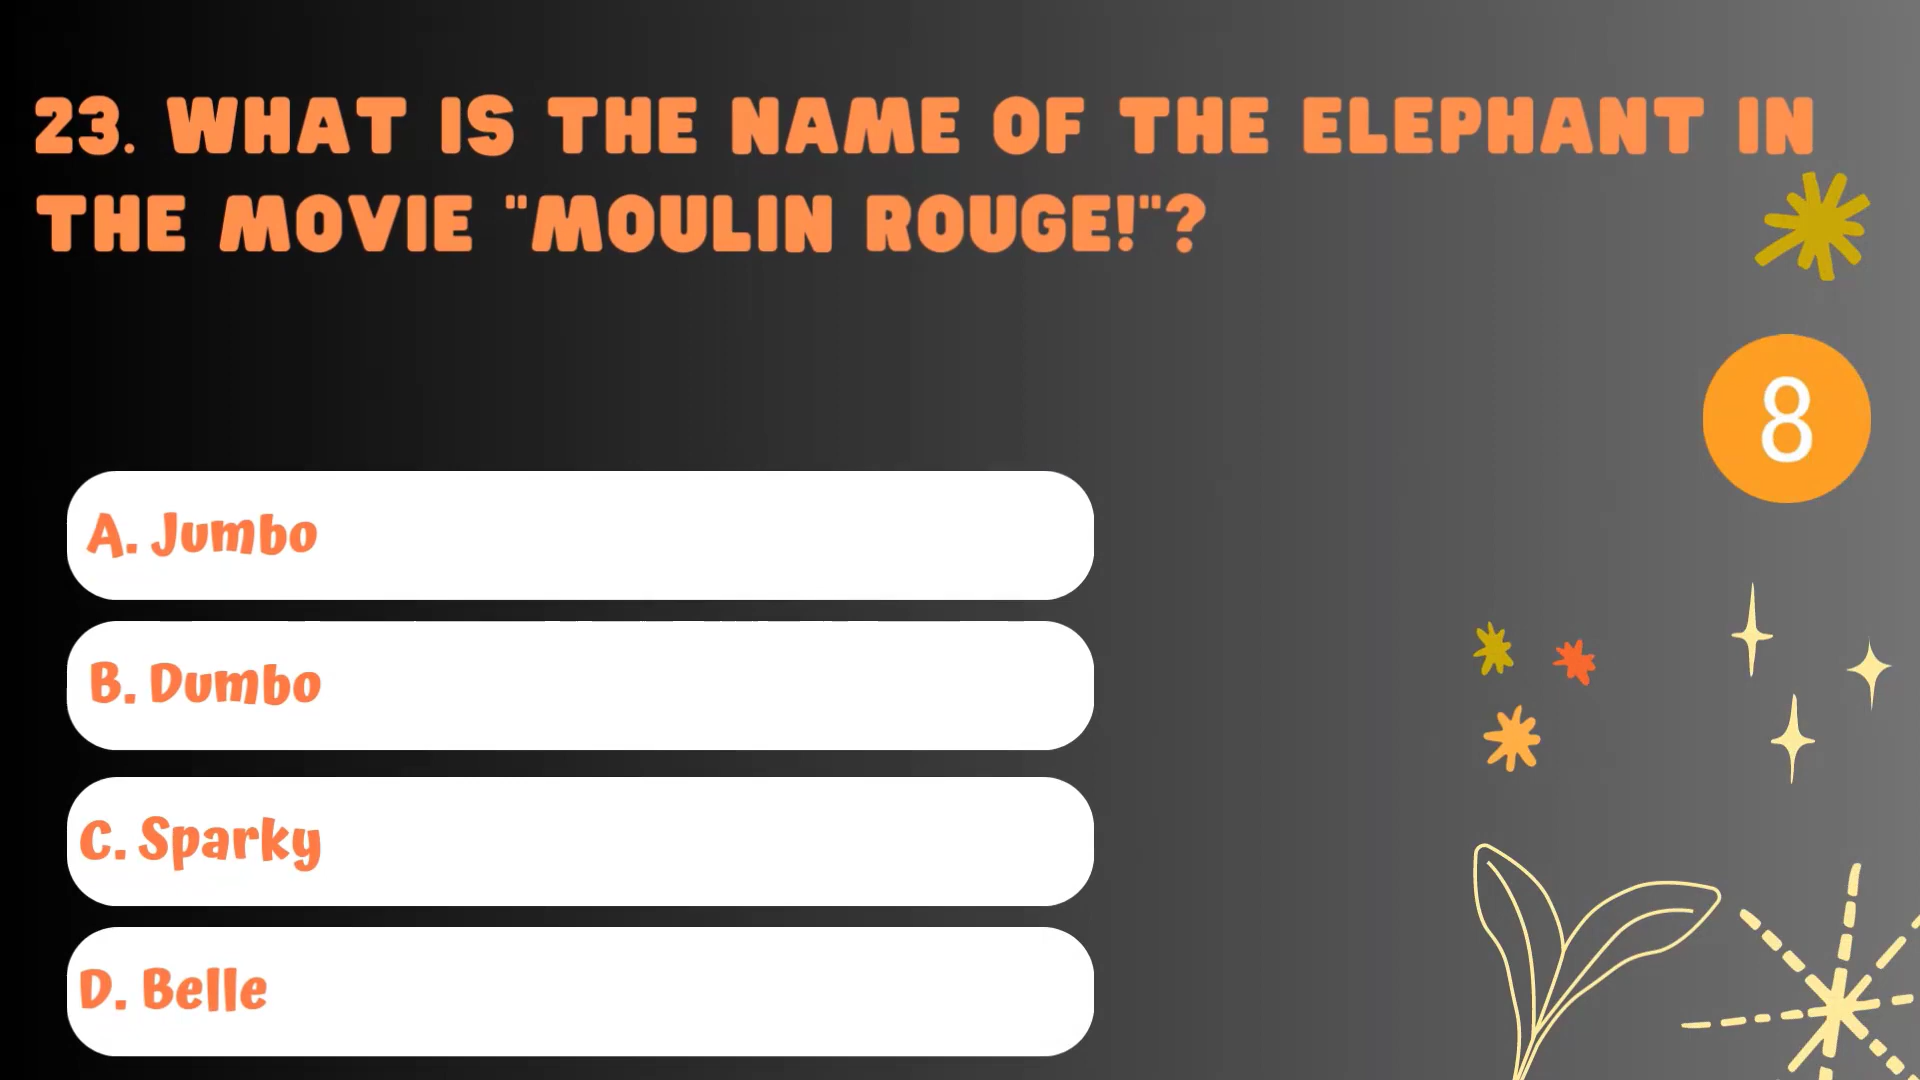 23. WHAT IS THE NAME OF THE ELEPHANT IN
THE MOVIE "MOULIN ROUGE!"?
8
A. Jumbo
B. Dumbo
C. Sparky
D. Belle